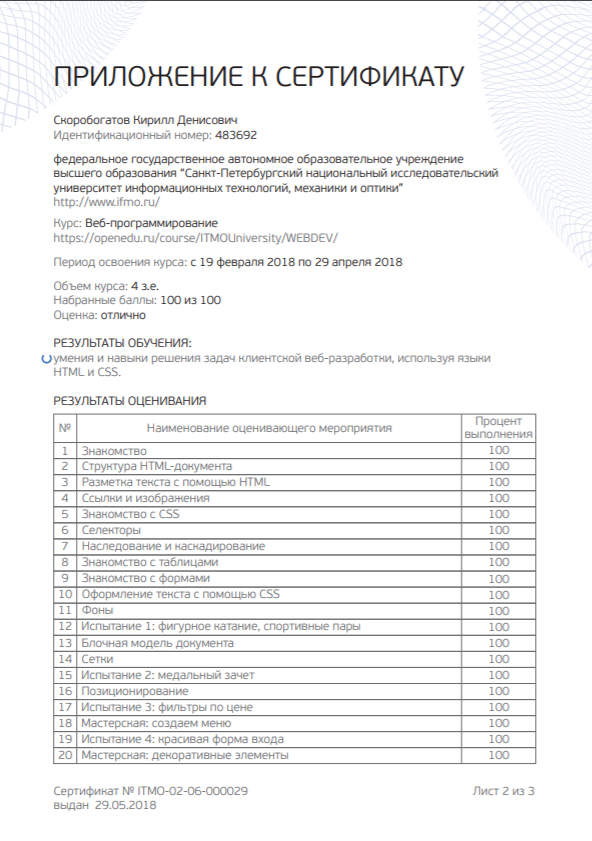 ПРИЛОЖЕНИЕ К СЕРТИФИКАТУ
Скоробогатов Кирилл Денисович
Идентификационный номер: 483692
федеральное государственное автономное образовательное учреждение
высшего образования “Санкт-Петербургский национальный исследовательский
университет информационных технологий, механики и оптики”
http://www.ifmo.ru/
Курс: Веб-программирование
https://openedu.ru/course/ITMOUniversity/WEBDEV/
Период освоения курса: с 19 февраля 2018 по 29 апреля 2018
Объем курса: 4 з.е.
Набранные баллы: 100 из 100
Оценка: отлично
РЕЗУЛЬТАТЫ ОБУЧЕНИЯ:
умения и навыки решения задач клиентской веб-разработки, используя языки
HTML и CSS.
РЕЗУЛЬТАТЫ ОЦЕНИВАНИЯ
№ Наименование оценивающего мероприятия Процент
выполнения
1 Знакомство 100
2 Структура HTML-документа 100
3 Разметка текста с помощью HTML 100
4 Ссылки и изображения 100
5 Знакомство с CSS 100
6 Селекторы 100
7 Наследование и каскадирование 100
8 Знакомство с таблицами 100
9 Знакомство с формами 100
10 Оформление текста с помощью CSS 100
11 Фоны 100
12 Испытание 1: фигурное катание, спортивные пары 100
13 Блочная модель документа 100
14 Сетки 100
15 Испытание 2: медальный зачет 100
16 Позиционирование 100
17 Испытание 3: фильтры по цене 100
18 Мастерская: создаем меню 100
19 Испытание 4: красивая форма входа 100
20 Мастерская: декоративные элементы 100
Сертификат № ITMO-02-06-000029 Лист 2 из 3
выдан 29.05.2018